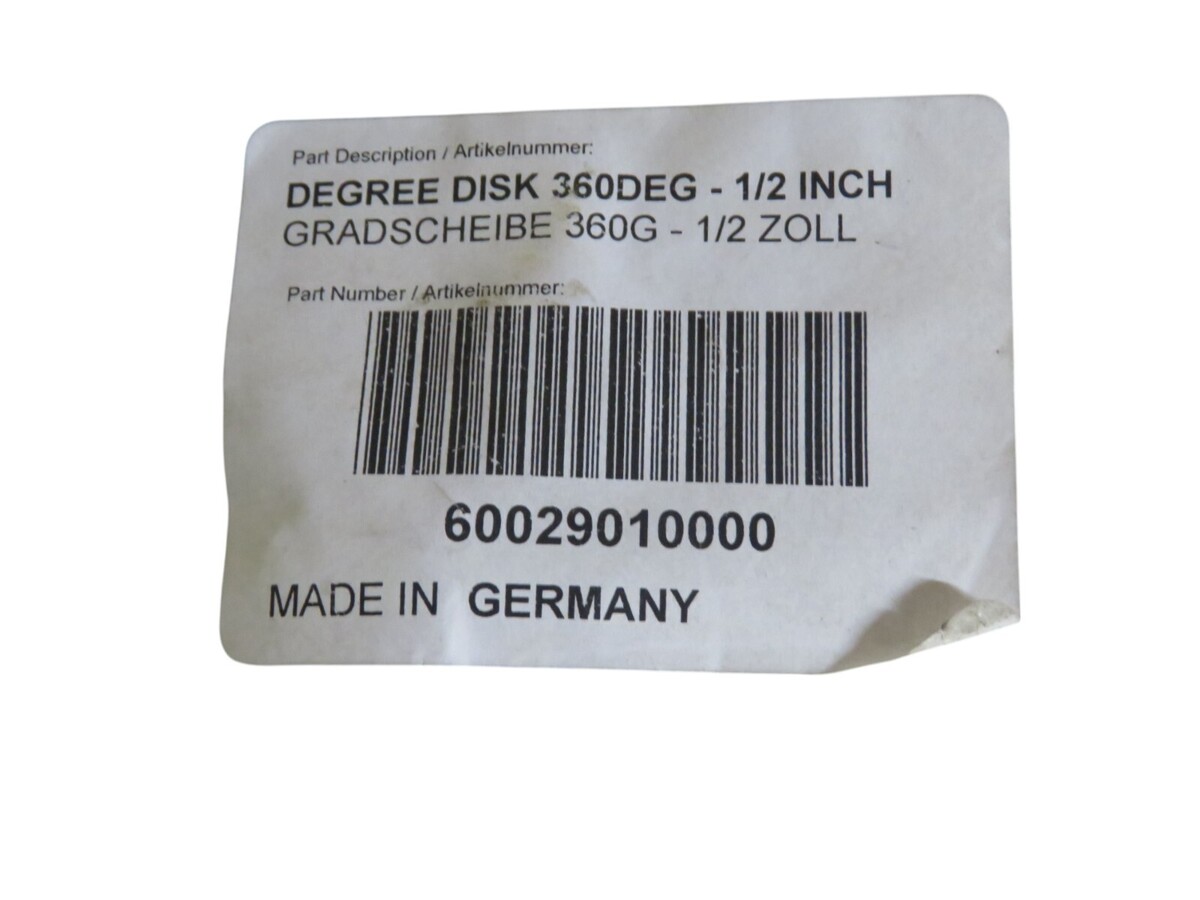 Part Description / Artikelnummer:
DEGREE DISK 360DEG - 1/2 INCH
GRADSCHEIBE 360G - 1/2 ZOLL
Part Number / Artikelnummer:
60029010000
MADE IN GERMANY